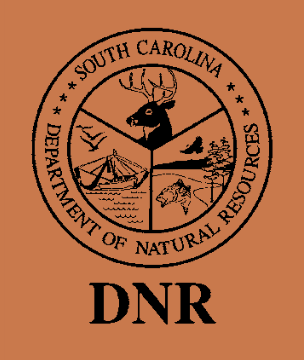 SOUTH CAROLINA
DEPARTMENT OF NATURAL RESOURCES
DNR